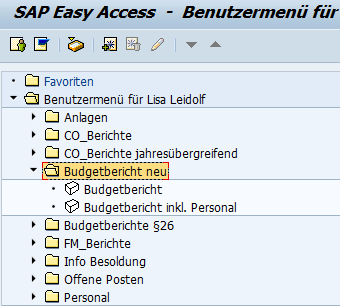 SAP Easy Access - Benutzermenü für
Favoriten
Benutzermenü für Lisa Leidolf
Anlagen
CO_Berichte
CO_Berichte jahresübergreifend
Budgetbericht neu
Budgetbericht
Budgetbericht inkl. Personal
Budgetberichte §26
FM_Berichte
Info Besoldung
Offene Posten
Personal